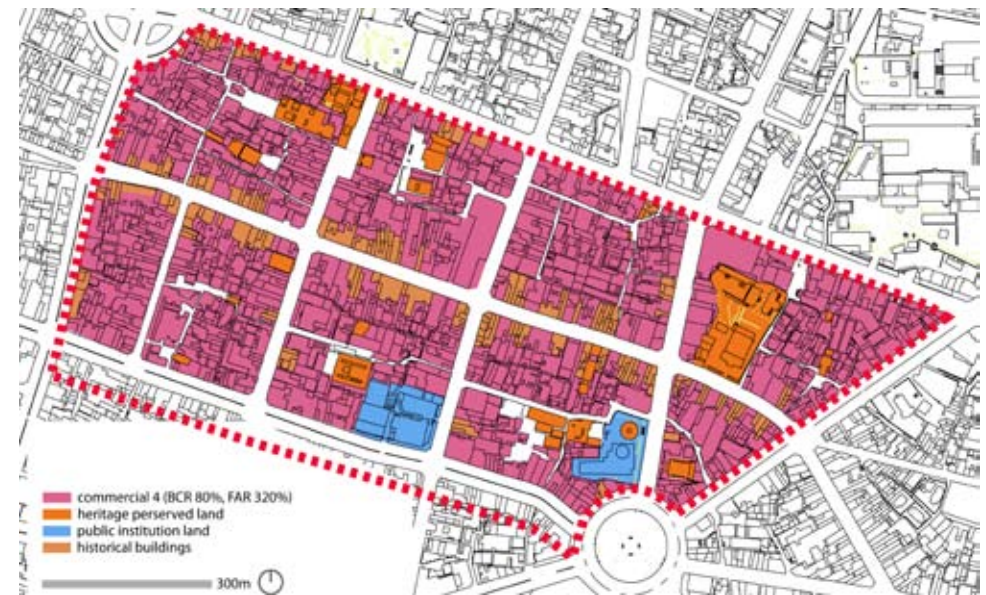 commercial 4 (BCR 80%, FAR 320%)
heritage perserved land
public institution land
historical buildings
300m